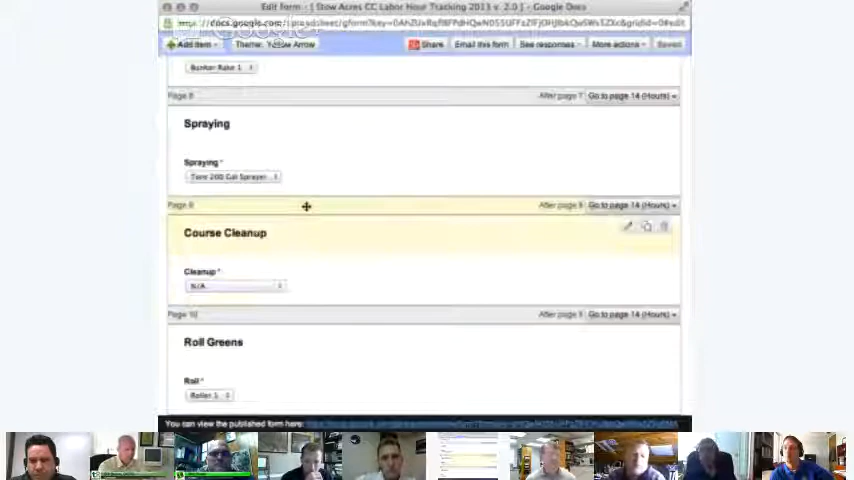 Edit form - [ Stow Acres CC Labor Hour Tracking 2013 v. 2.0 ] - Google Docs
Add item
Theme: Yellow Arrow
Share
Email this form
See responses
More actions
Saved
Bunker Rake 1
Page 8
After page 7
Go to page 14 (Hours)
Spraying
Spraying *
Toro 200 Gal Sprayer
Page 9
After page 8
Go to page 14 (Hours)
Course Cleanup
Cleanup *
N/A
Page 10
After page 9
Go to page 14 (Hours)
Roll Greens
Roll *
Roller 1
You can view the published form here: